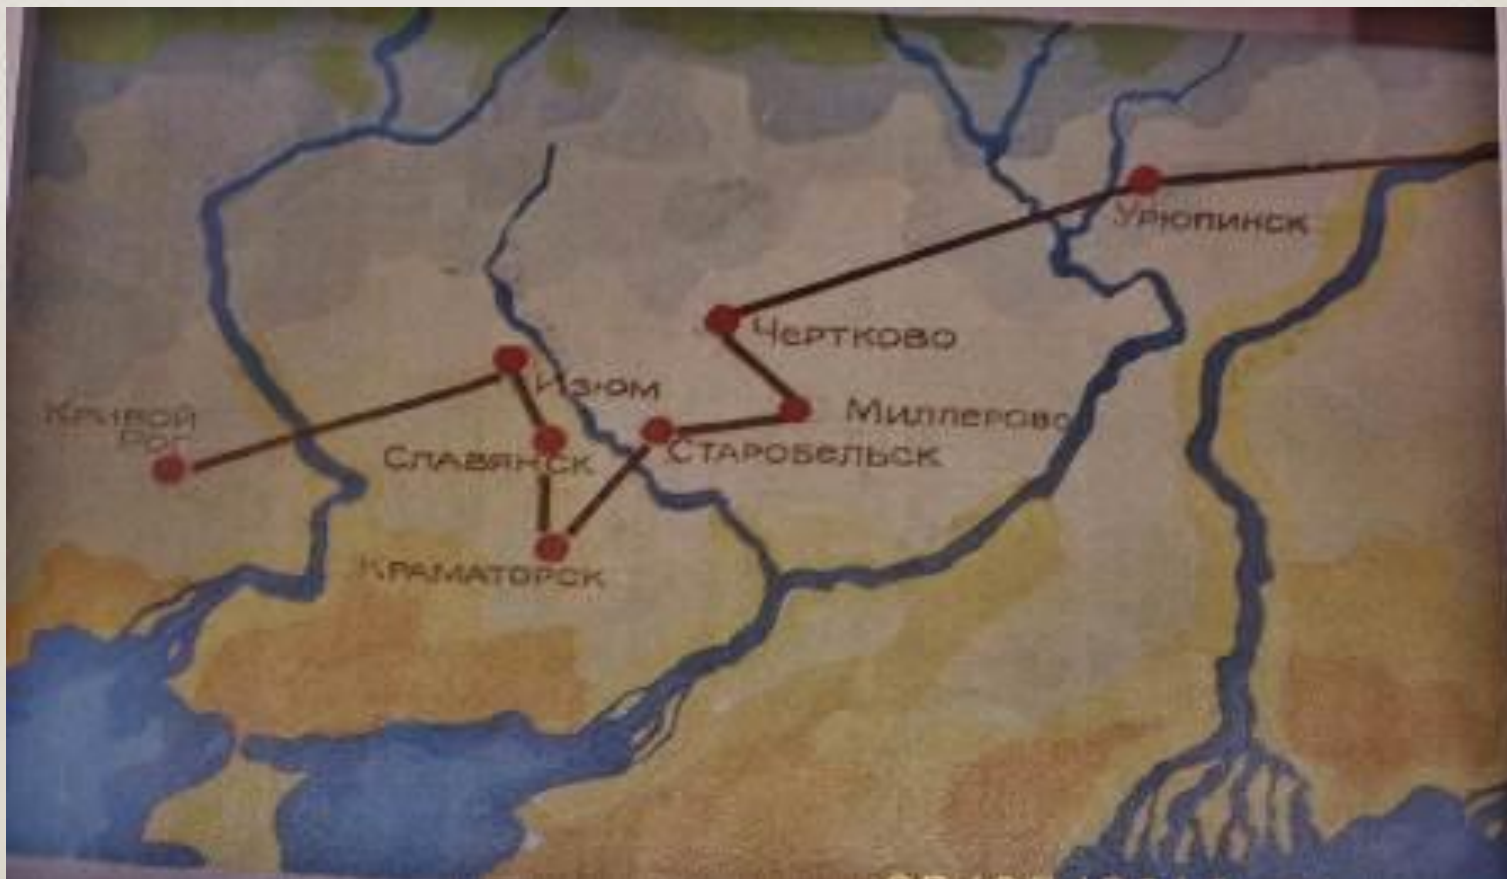 Урюпинск
Чертково
Изюм
Кривой
Рог
Миллерово
Славянск
Старобельск
Краматорск